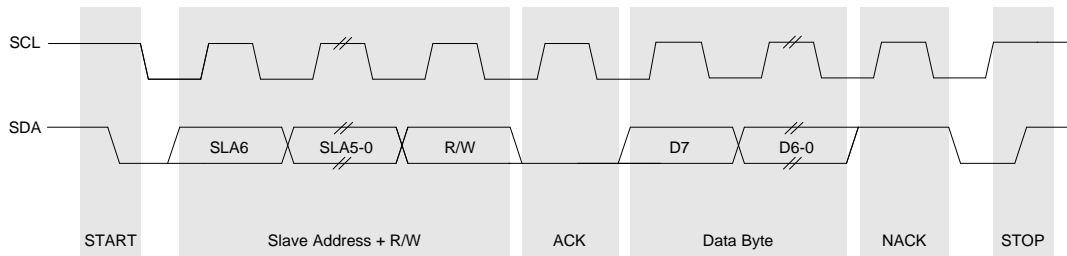 SCL
SDA
SLA6 SLA5-0 R/W D7 D6-0
START Slave Address + R/W ACK Data Byte NACK STOP